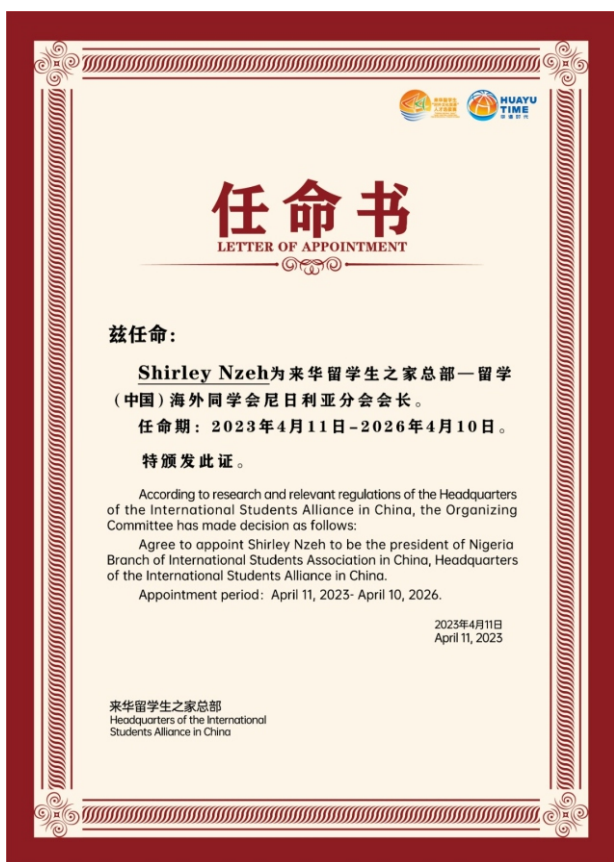 HUAYU
TIME
华语时代
任命书
LETTER OF APPOINTMENT
兹任命：
Shirley Nzeh为来华留学生之家总部—留学
（中国）海外同学会尼日利亚分会会长。
任命期：2023年4月11日-2026年4月10日。
特颁发此证。
According to research and relevant regulations of the Headquarters
of the International Students Alliance in China, the Organizing
Committee has made decision as follows:
Agree to appoint Shirley Nzeh to be the president of Nigeria
Branch of International Students Association in China, Headquarters
of the International Students Alliance in China.
Appointment period：April 11, 2023- April 10, 2026.
2023年4月11日
April 11, 2023
来华留学生之家总部
Headquarters of the International
Students Alliance in China